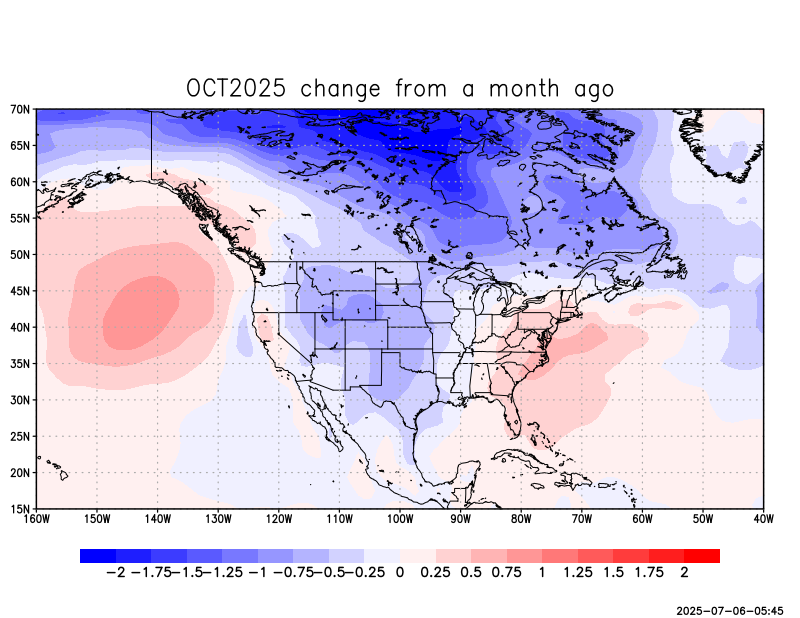 OCT2025 change from a month ago
70N
65N
60N
55N
50N
45N
40N
35N
30N
25N
20N
15N
160W 150W 140W 130W 120W 110W 100W 90W 80W 70W 60W 50W 40W
-2 -1.75 -1.5 -1.25 -1 -0.75 -0.5 -0.25 0 0.25 0.5 0.75 1 1.25 1.5 1.75 2
2025-07-06-05:45